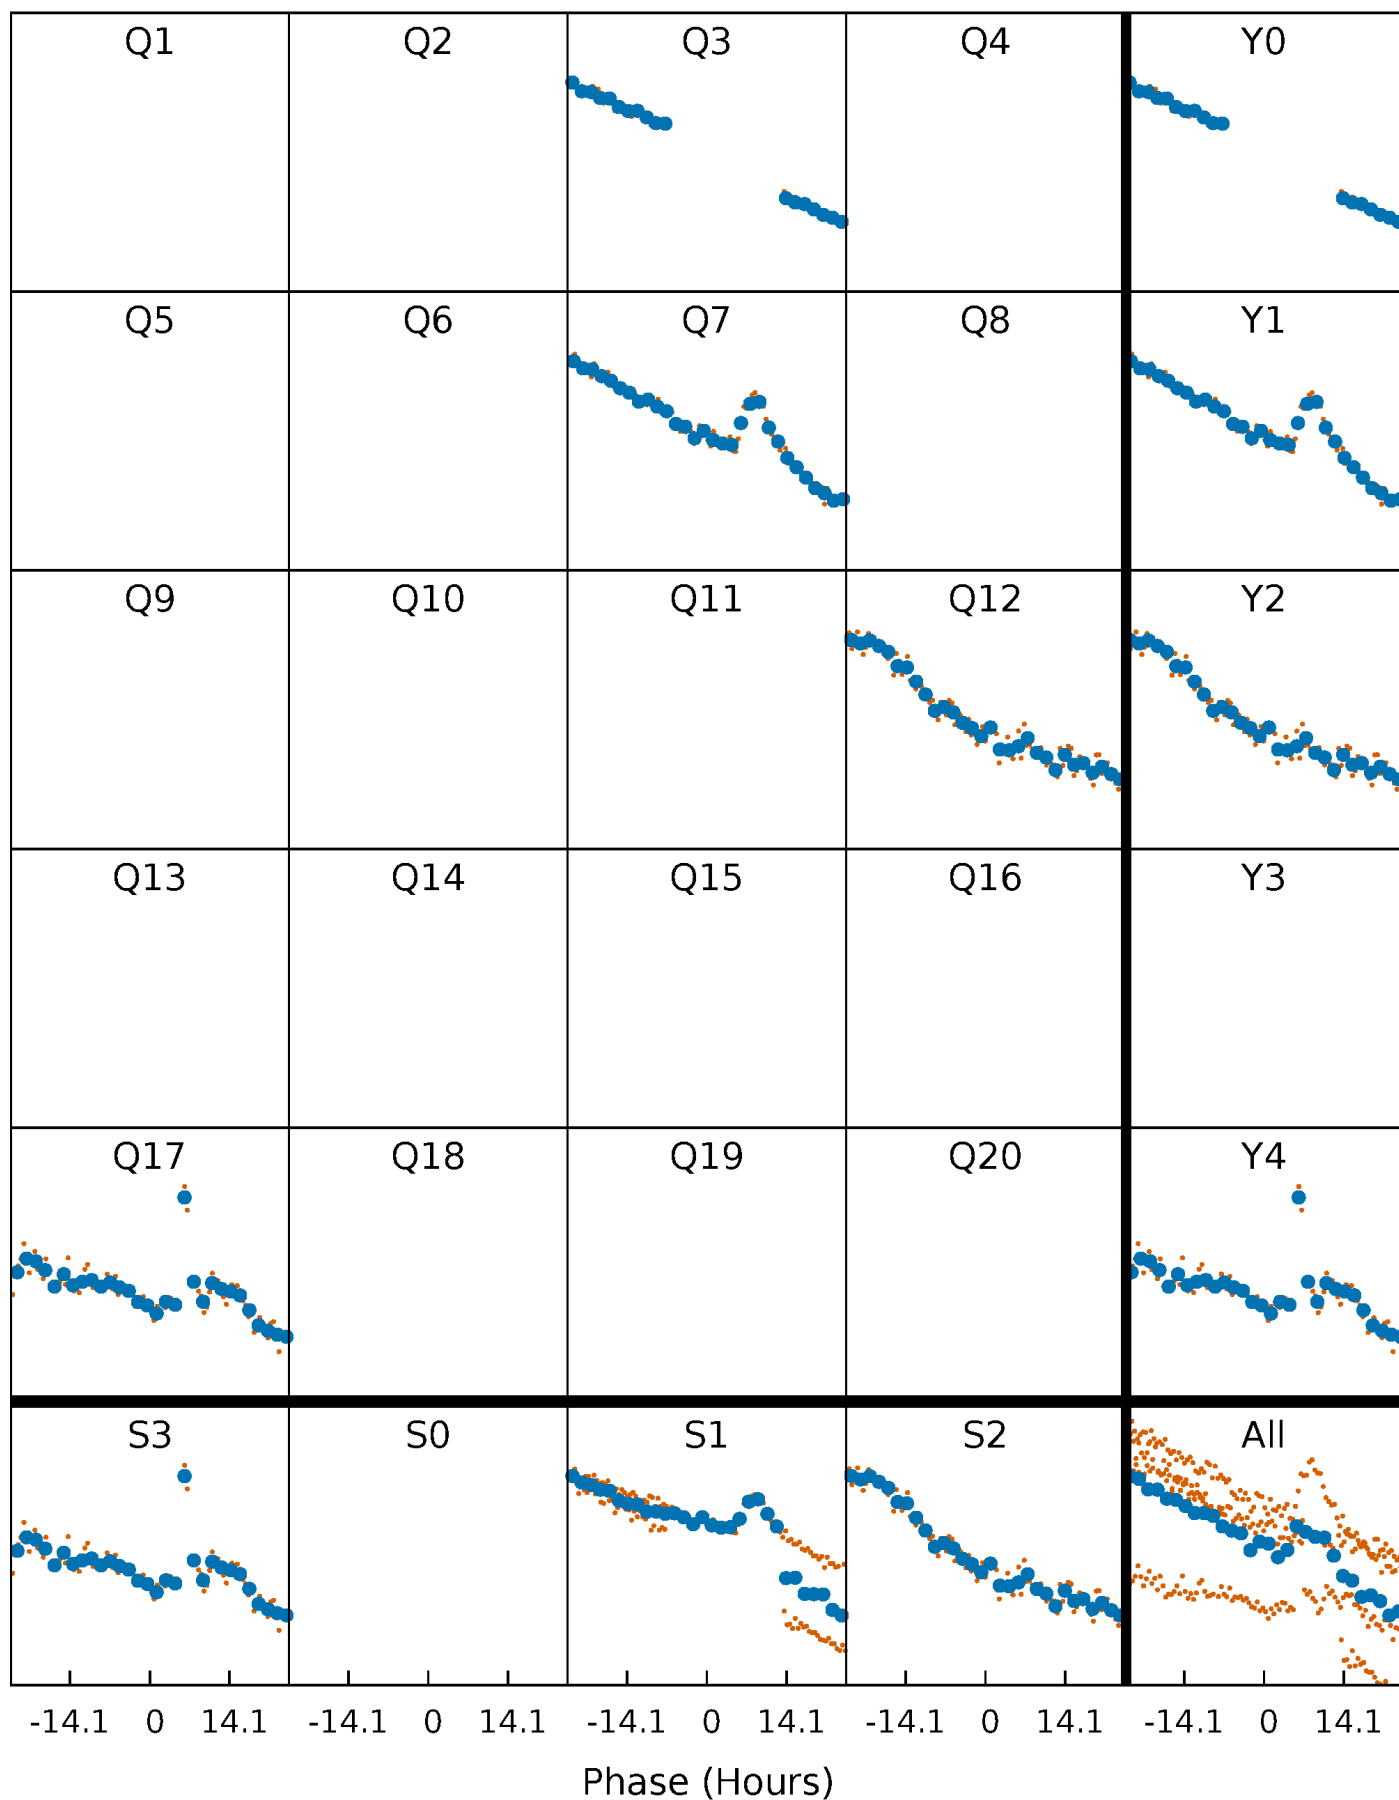 Q1 Q2 Q3 Q4 Y0
Q5 Q6 Q7 Q8 Y1
Q9 Q10 Q11 Q12 Y2
Q13 Q14 Q15 Q16 Y3
Q17 Q18 Q19 Q20 Y4
S3 S0 S1 S2 All
-14.1 0 14.1 -14.1 0 14.1 -14.1 0 14.1 -14.1 0 14.1 -14.1 0 14.1
Phase (Hours)